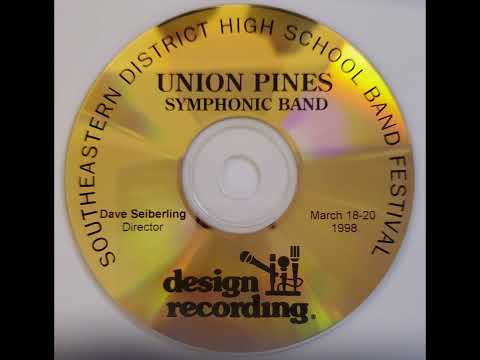 SOUTHEASTERN DISTRICT HIGH SCHOOL BAND FESTIVAL
UNION PINES
SYMPHONIC BAND
Dave Seiberling
Director
March 18-20
1998
design
recording®